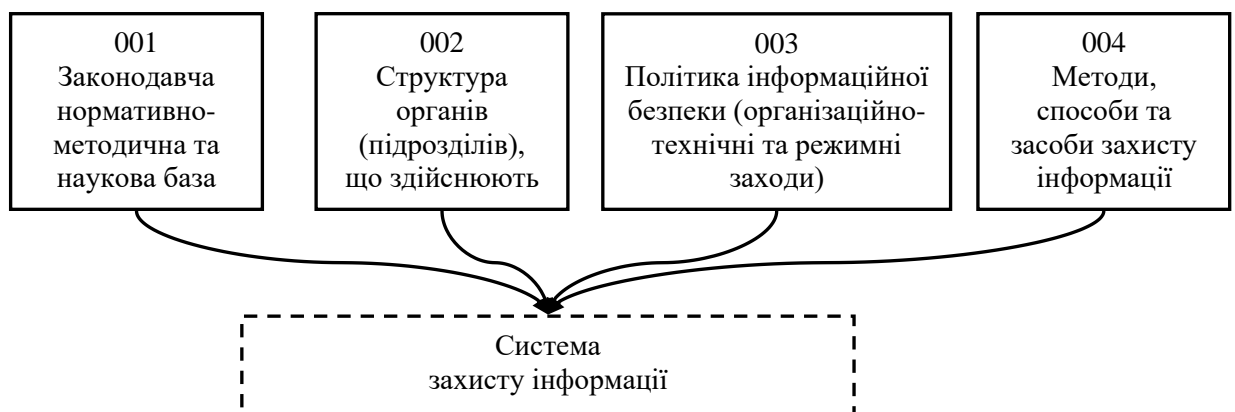 001
Законодавча
нормативно-
методична та
наукова база
002
Структура
органів
(підрозділів),
що здійснюють
003
Політика інформаційної
безпеки (організаційно-
технічні та режимні
заходи)
004
Методи,
способи та
засоби захисту
інформації
Система
захисту інформації